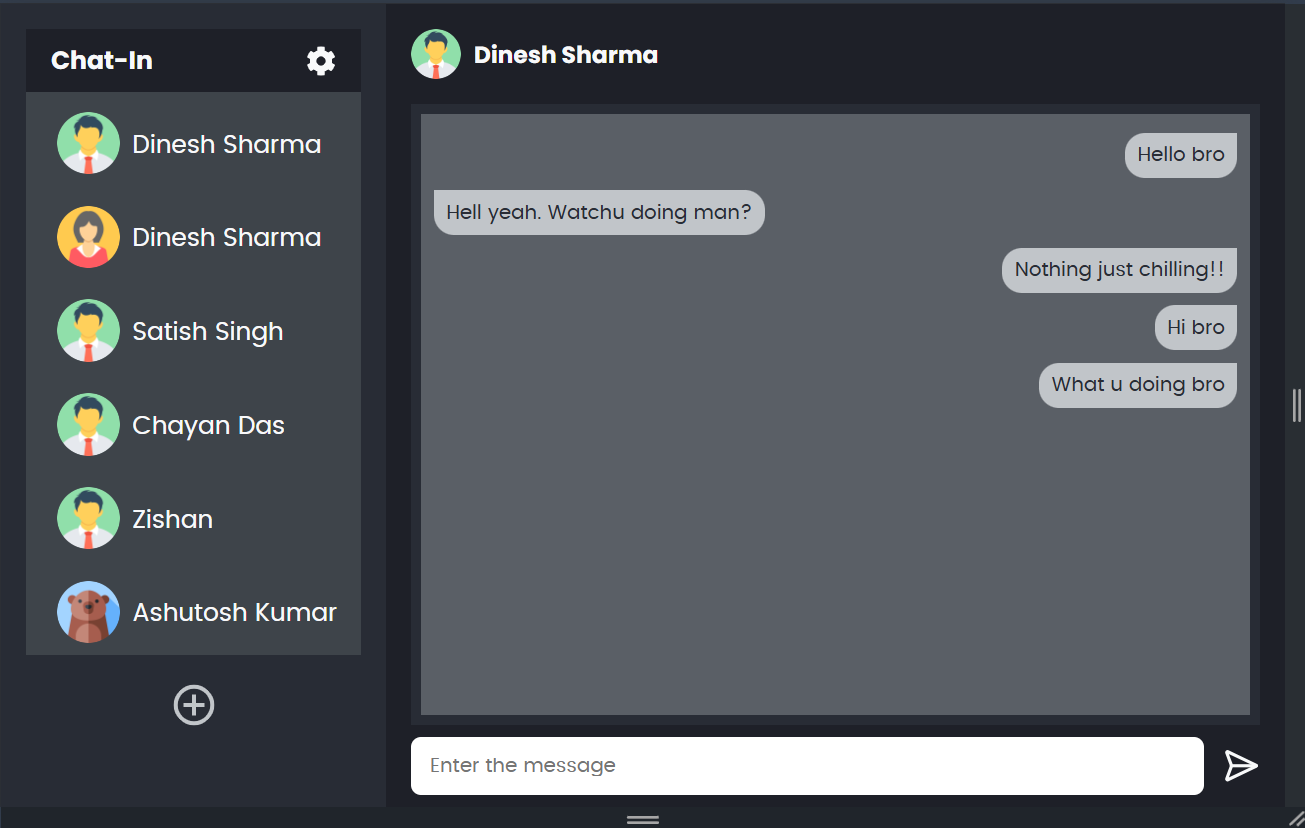 Chat-In
Dinesh Sharma
Dinesh Sharma
Satish Singh
Chayan Das
Zishan
Ashutosh Kumar
Dinesh Sharma
Hello bro
Hell yeah. Watchu doing man?
Nothing just chilling!!
Hi bro
What u doing bro
Enter the message